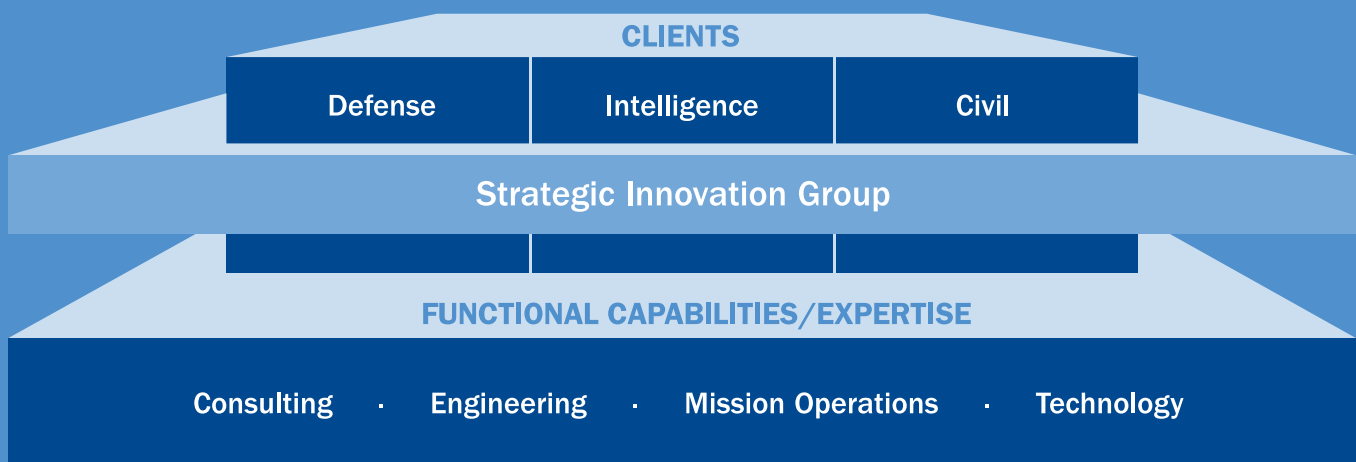 CLIENTS
Defense Intelligence Civil
Strategic Innovation Group
FUNCTIONAL CAPABILITIES/EXPERTISE
Consulting · Engineering · Mission Operations · Technology